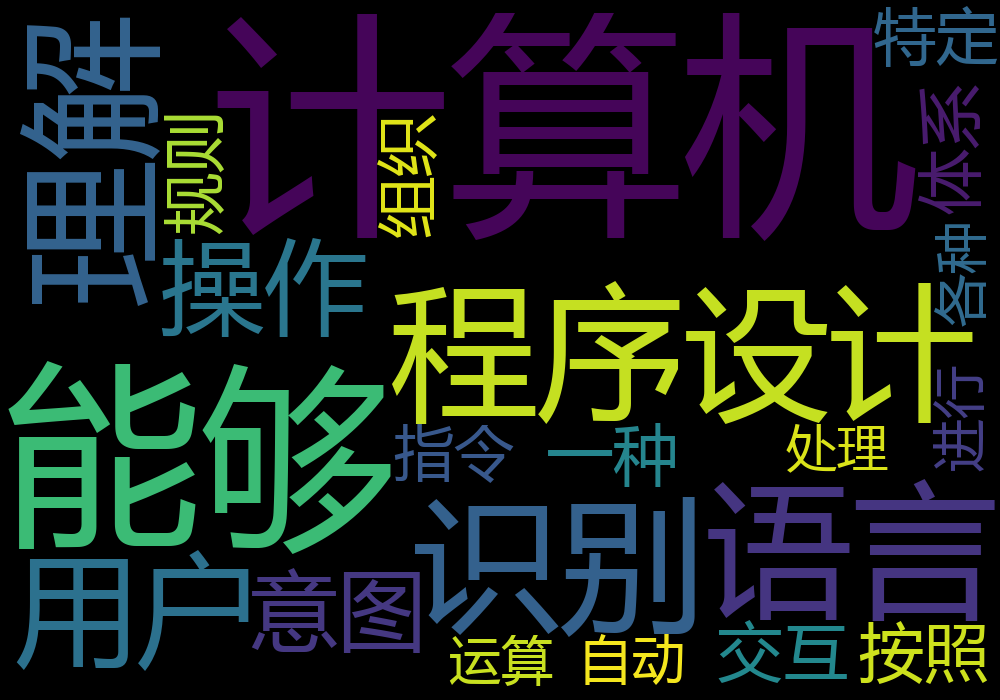 计算机
特定
理解
规则
组织
体系
操作
各种
程序设计
能够
进行
指令
一种
处理
识别
语言
用户
意图
运算
自动
交互
按照